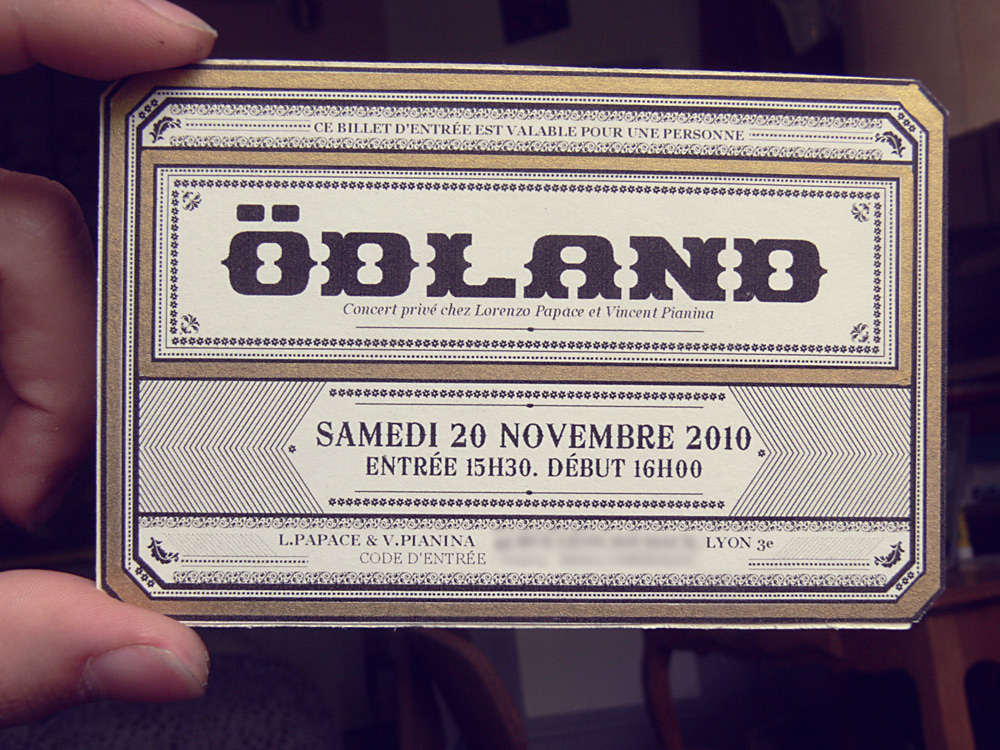 CE BILLET D'ENTRÉE EST VALABLE POUR UNE PERSONNE
ÖDLAND
Concert privé chez Lorenzo Papace et Vincent Pianina
SAMEDI 20 NOVEMBRE 2010
ENTRÉE 15H30. DÉBUT 16H00
L.PAPACE & V.PIANINA LYON 3e
CODE D'ENTRÉE